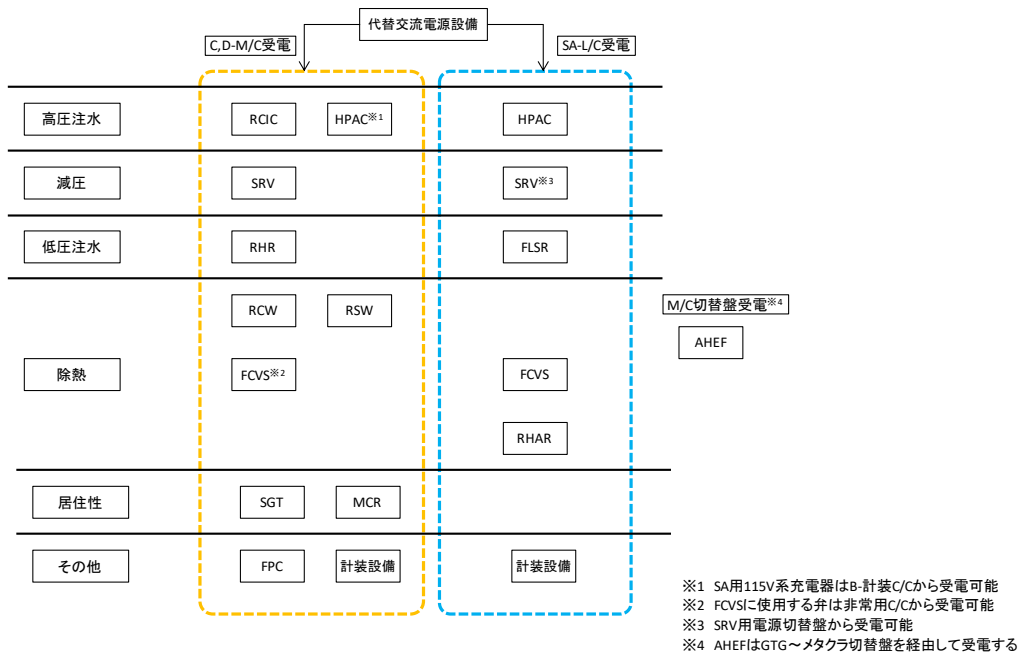 代替交流電源設備
C,D-M/C受電
SA-L/C受電
高圧注水
RCIC
HPAC※1
HPAC
減圧
SRV
SRV※3
低圧注水
RHR
FLSR
RCW
RSW
M/C切替盤受電※4
AHEF
除熱
FCVS※2
FCVS
RHAR
居住性
SGT
MCR
その他
FPC
計装設備
計装設備
※1 SA用115V系充電器はB-計装C/Cから受電可能
※2 FCVSに使用する弁は非常用C/Cから受電可能
※3 SRV用電源切替盤から受電可能
※4 AHEFはGTG～メタクラ切替盤を経由して受電する